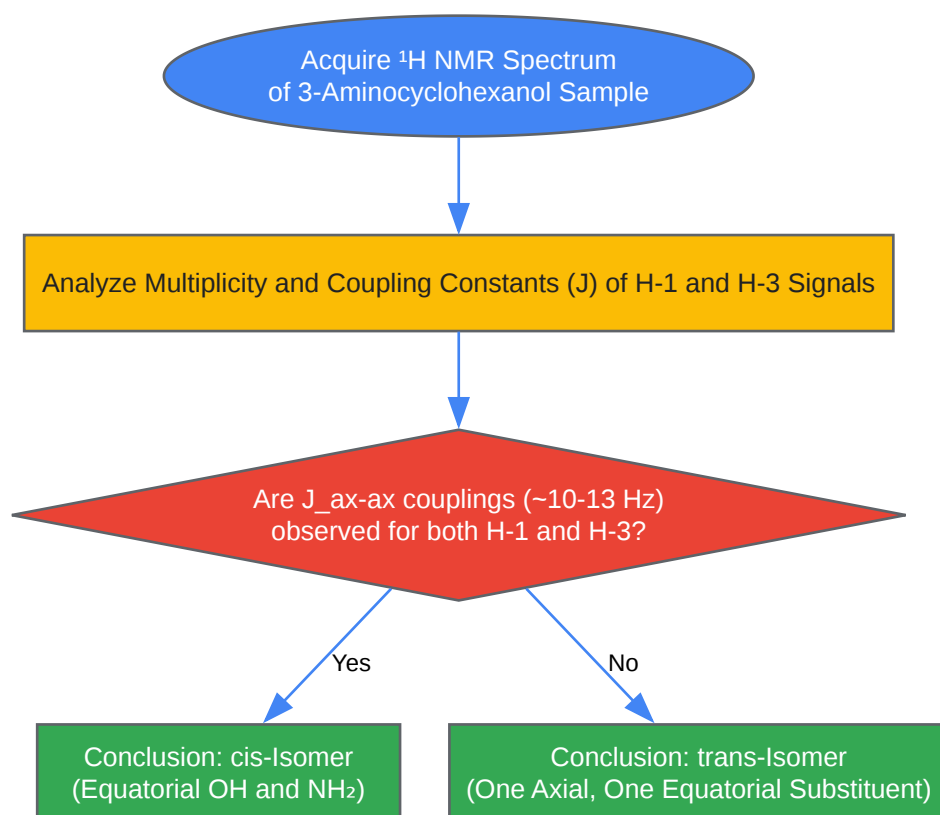 Acquire ¹H NMR Spectrum
of 3-Aminocyclohexanol Sample
Analyze Multiplicity and Coupling Constants (J) of H-1 and H-3 Signals
Are J_ax-ax couplings (~10-13 Hz)
observed for both H-1 and H-3?
Yes
No
Conclusion: cis-Isomer
(Equatorial OH and NH₂)
Conclusion: trans-Isomer
(One Axial, One Equatorial Substituent)